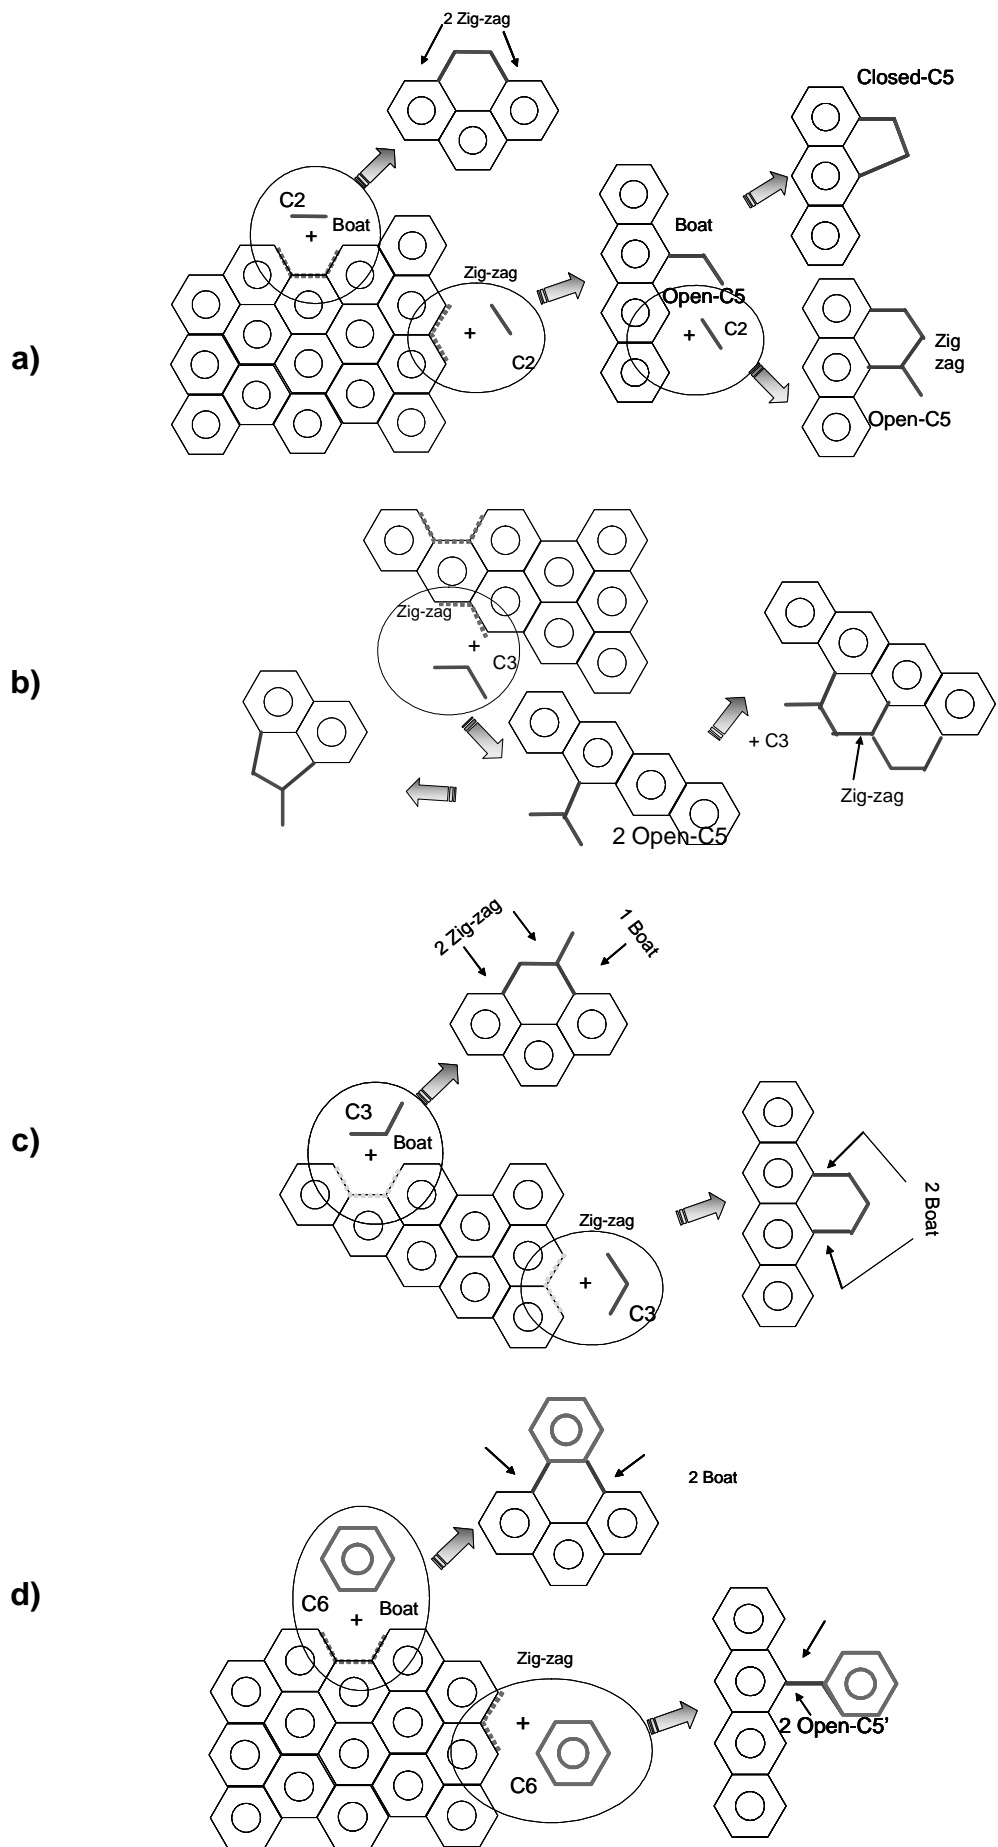 2 Zig-zag
Closed-C5
C2
Boat
+
Boat
Zig-zag
Open-C5
+
C2
+
C2
Zig
zag
a)
Open-C5
Zig-zag
+
C3
b)
+ C3
Zig-zag
2 Open-C5
2 Zig-zag
1 Boat
C3
Boat
+
c)
2 Boat
Zig-zag
+
C3
2 Boat
d)
C6
Boat
+
Zig-zag
+
C6
2 Open-C5'